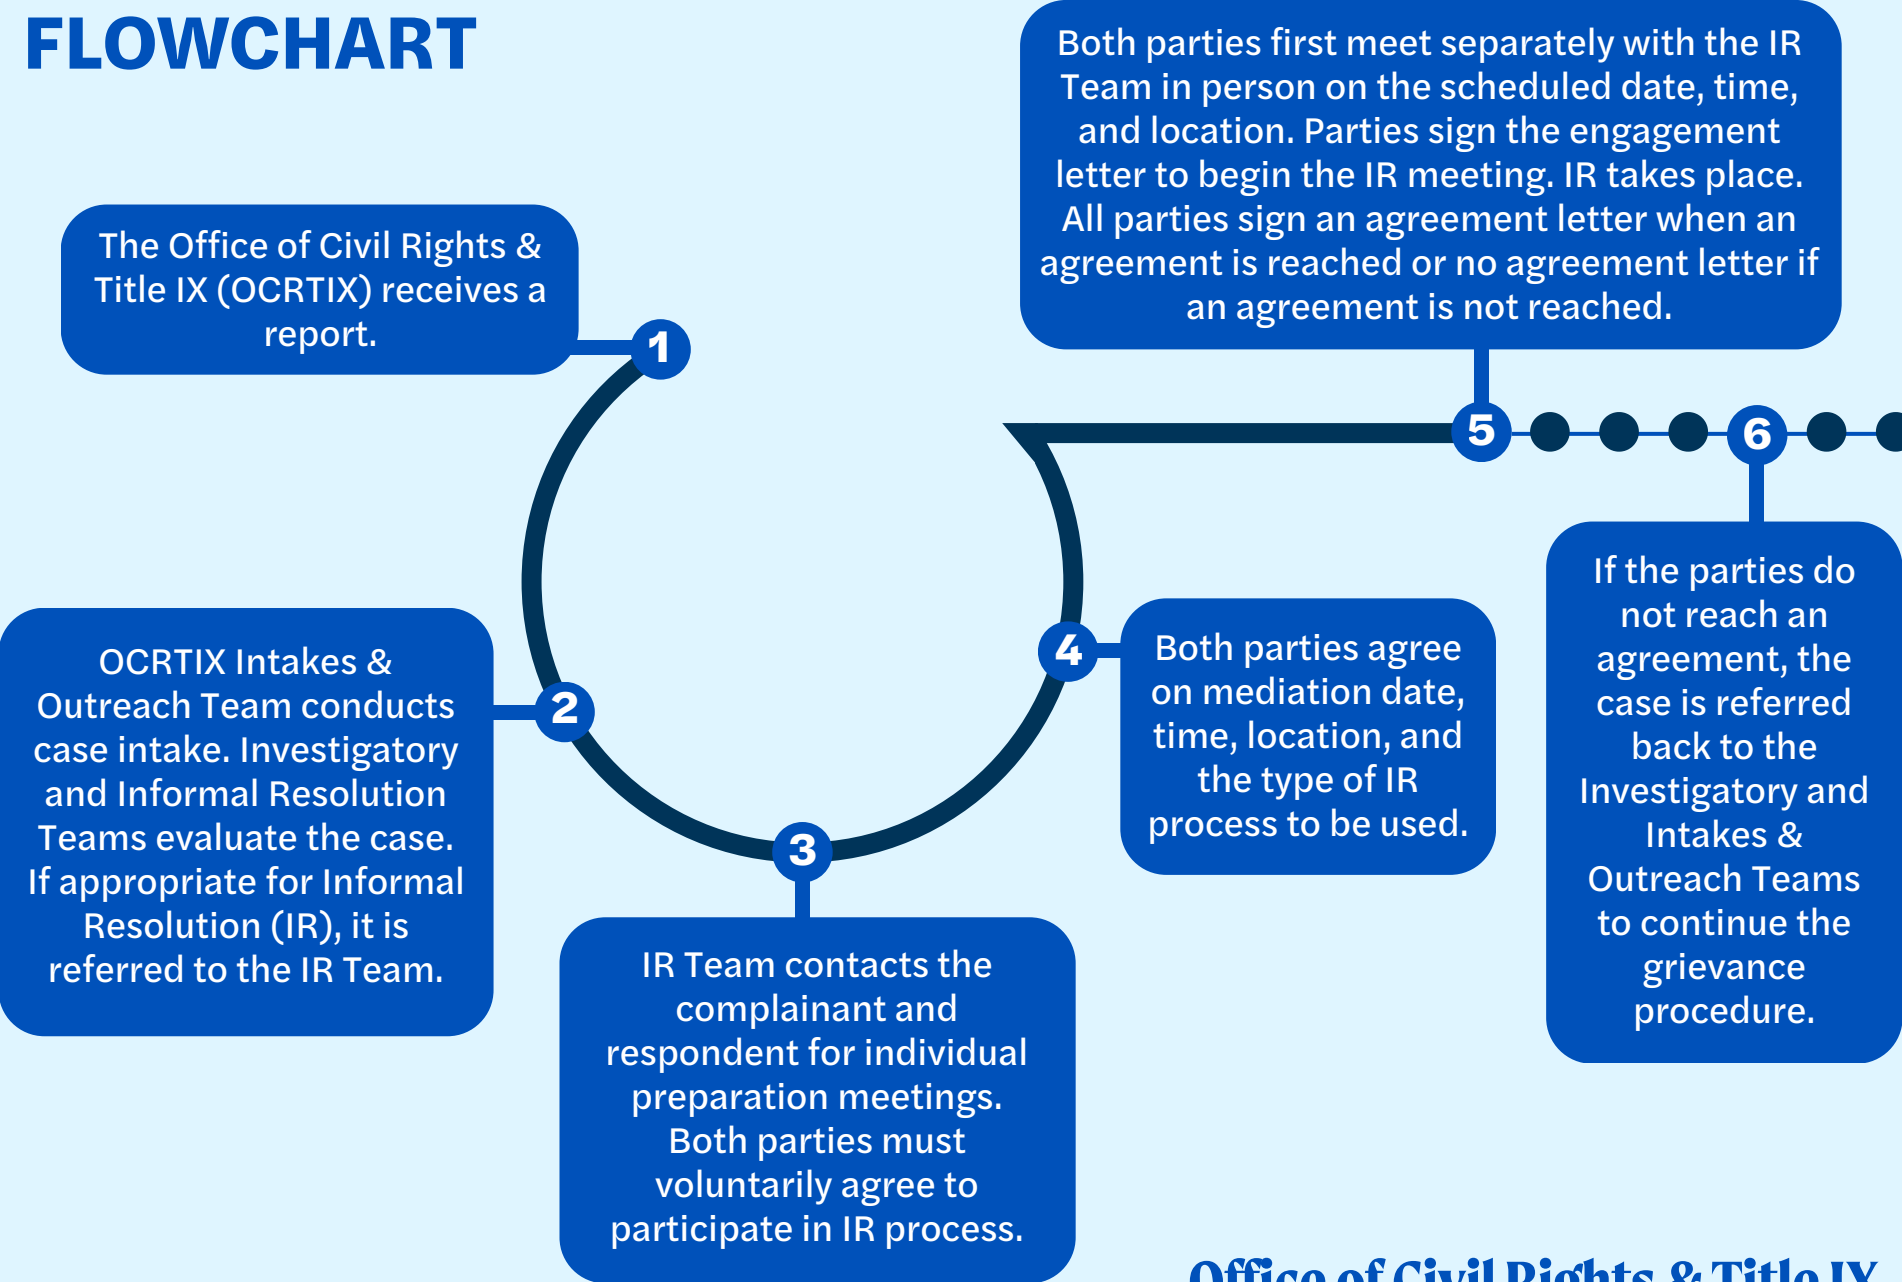 FLOWCHART
1
The Office of Civil Rights &
Title IX (OCRTIX) receives a
report.
2
OCRTIX Intakes &
Outreach Team conducts
case intake. Investigatory
and Informal Resolution
Teams evaluate the case.
If appropriate for Informal
Resolution (IR), it is
referred to the IR Team.
3
IR Team contacts the
complainant and
respondent for individual
preparation meetings.
Both parties must
voluntarily agree to
participate in IR process.
4
Both parties agree
on mediation date,
time, location, and
the type of IR
process to be used.
5
Both parties first meet separately with the IR
Team in person on the scheduled date, time,
and location. Parties sign the engagement
letter to begin the IR meeting. IR takes place.
All parties sign an agreement letter when an
agreement is reached or no agreement letter if
an agreement is not reached.
6
If the parties do
not reach an
agreement, the
case is referred
back to the
Investigatory and
Intakes &
Outreach Teams
to continue the
grievance
procedure.
Office of Civil Rights & Title IX